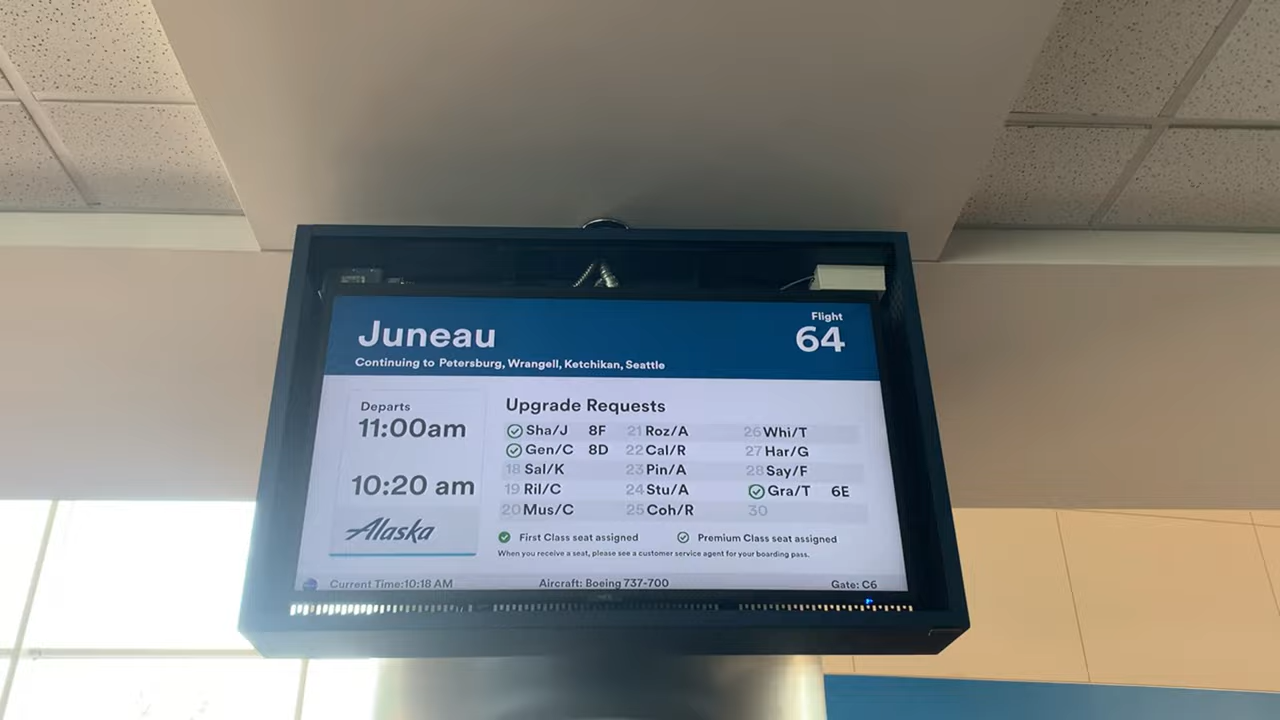 Juneau
Continuing to Petersburg, Wrangell, Ketchikan, Seattle
Flight
64
Departs
11:00am
10:20 am
Alaska
Upgrade Requests
Sha/J 8F
Gen/C 8D
18 Sal/K
19 Ril/C
20 Mus/C
21 Roz/A
22 Cal/R
23 Pin/A
24 Stu/A
25 Coh/R
26 Whi/T
27 Har/G
28 Say/F
Gra/T 6E
30
First Class seat assigned
Premium Class seat assigned
When you receive a seat, please see a customer service agent for your boarding pass.
Current Time:10:18 AM
Aircraft: Boeing 737-700
Gate: C6